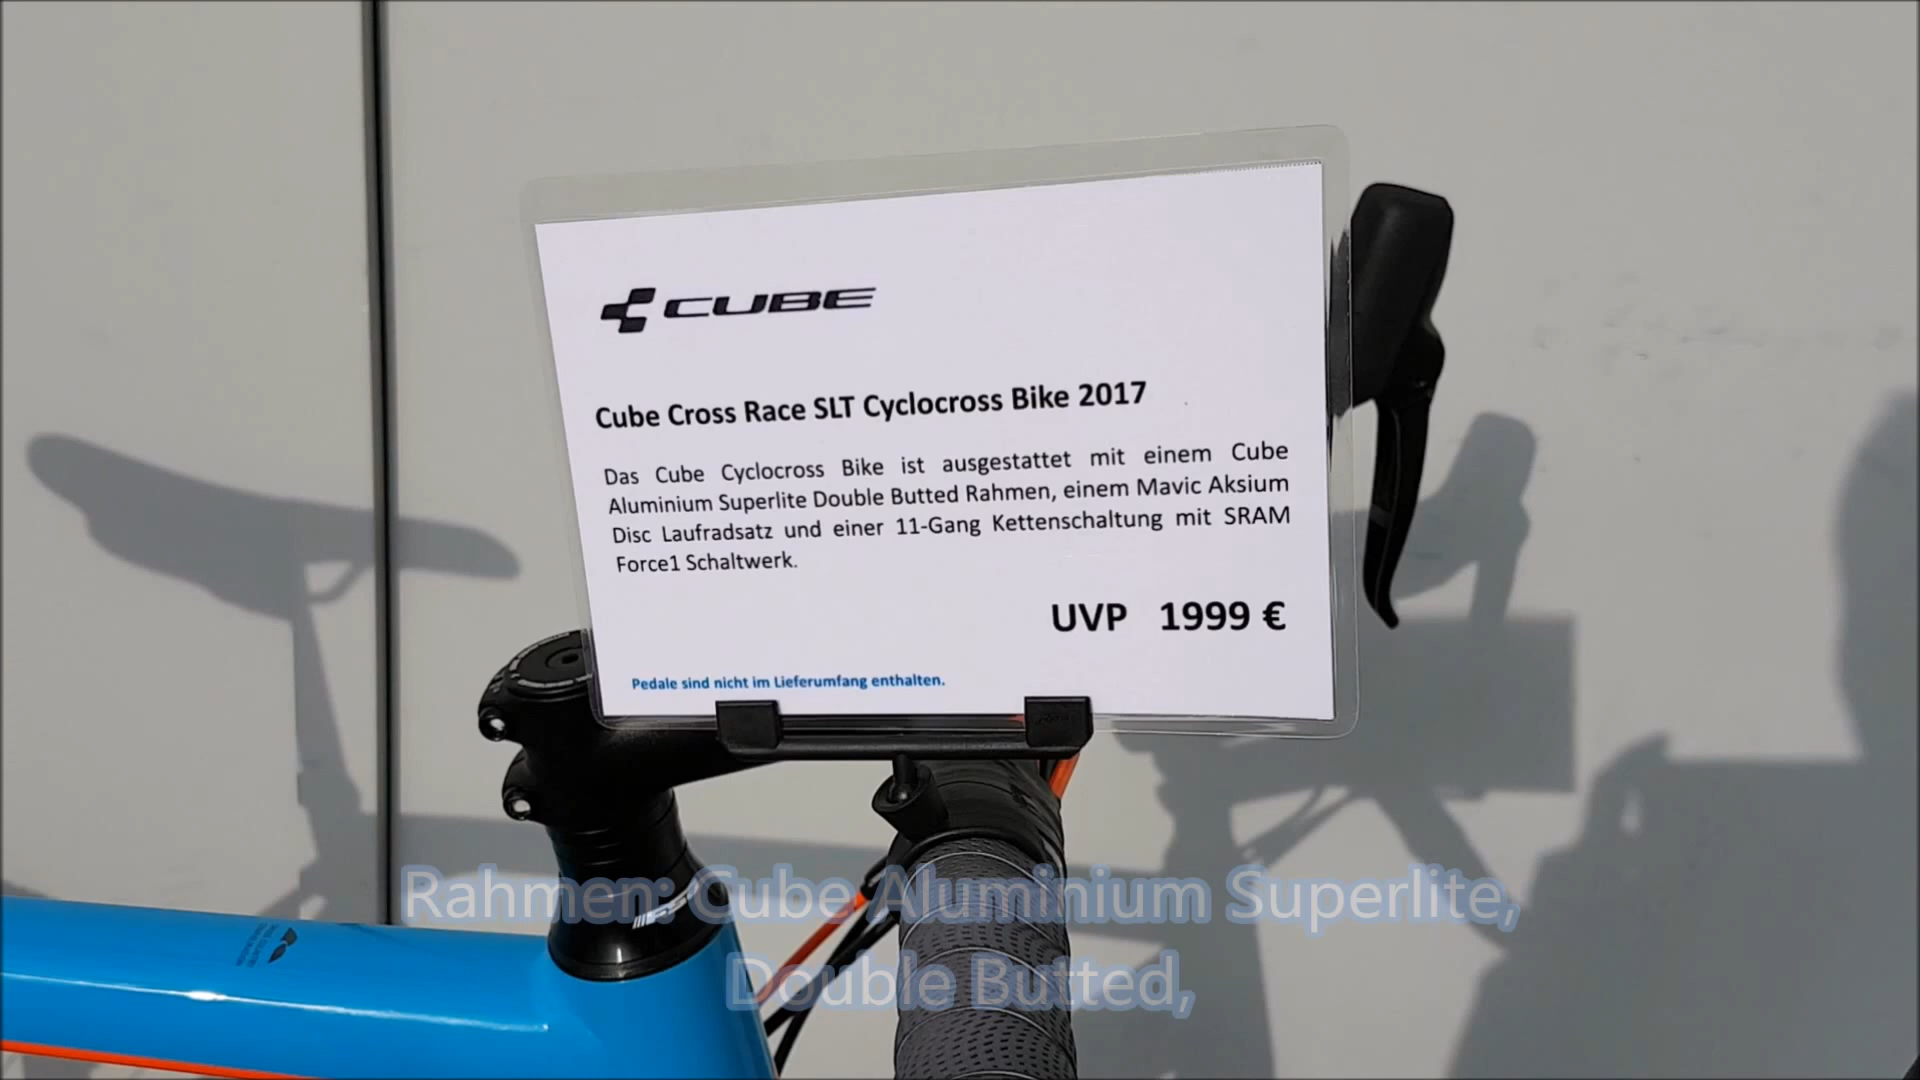 CUBE
Cube Cross Race SLT Cyclocross Bike 2017
Das Cube Cyclocross Bike ist ausgestattet mit einem Cube
Aluminium Superlite Double Butted Rahmen, einem Mavic Aksium
Disc Laufradsatz und einer 11-Gang Kettenschaltung mit SRAM
Force1 Schaltwerk.
UVP 1999 €
Pedale sind nicht im Lieferumfang enthalten.
Rahmen: Cube Aluminium Superlite,
Double Butted,